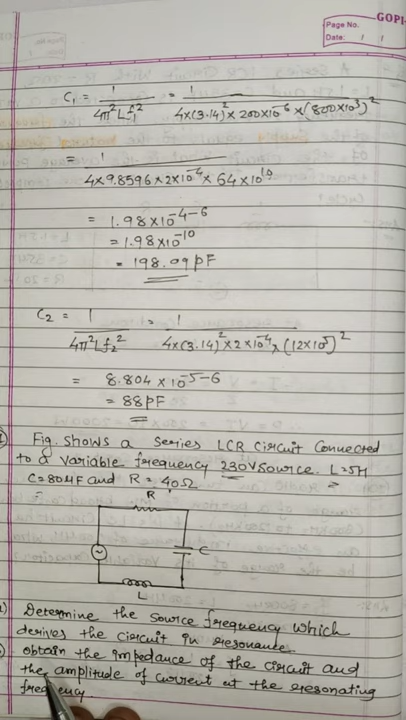 GOPI
Page No.
Date: / /
C₁ = 1/4π²Lf₁² = 1/4×(3.14)²×200×10⁻⁶×(800×10³)²
= 1/4×9.8596×2×10⁻⁴×64×10¹⁰
= 1.98×10⁻⁴⁻⁶
= 1.98×10⁻¹⁰
= 198.09 pF
C₂ = 1/4π²Lf₂² = 1/4×(3.14)²×2×10⁻⁴×(12×10⁵)²
= 8.804×10⁻⁵⁻⁶
= 88pF
Fig. shows a series LCR circuit connected
to a variable frequency 230V source. L=5H
C=80μF and R=40Ω
R
C
L
Determine the source frequency which
derives the circuit in resonance
obtain the impedance of the circuit and
the amplitude of current at the resonating
frequency